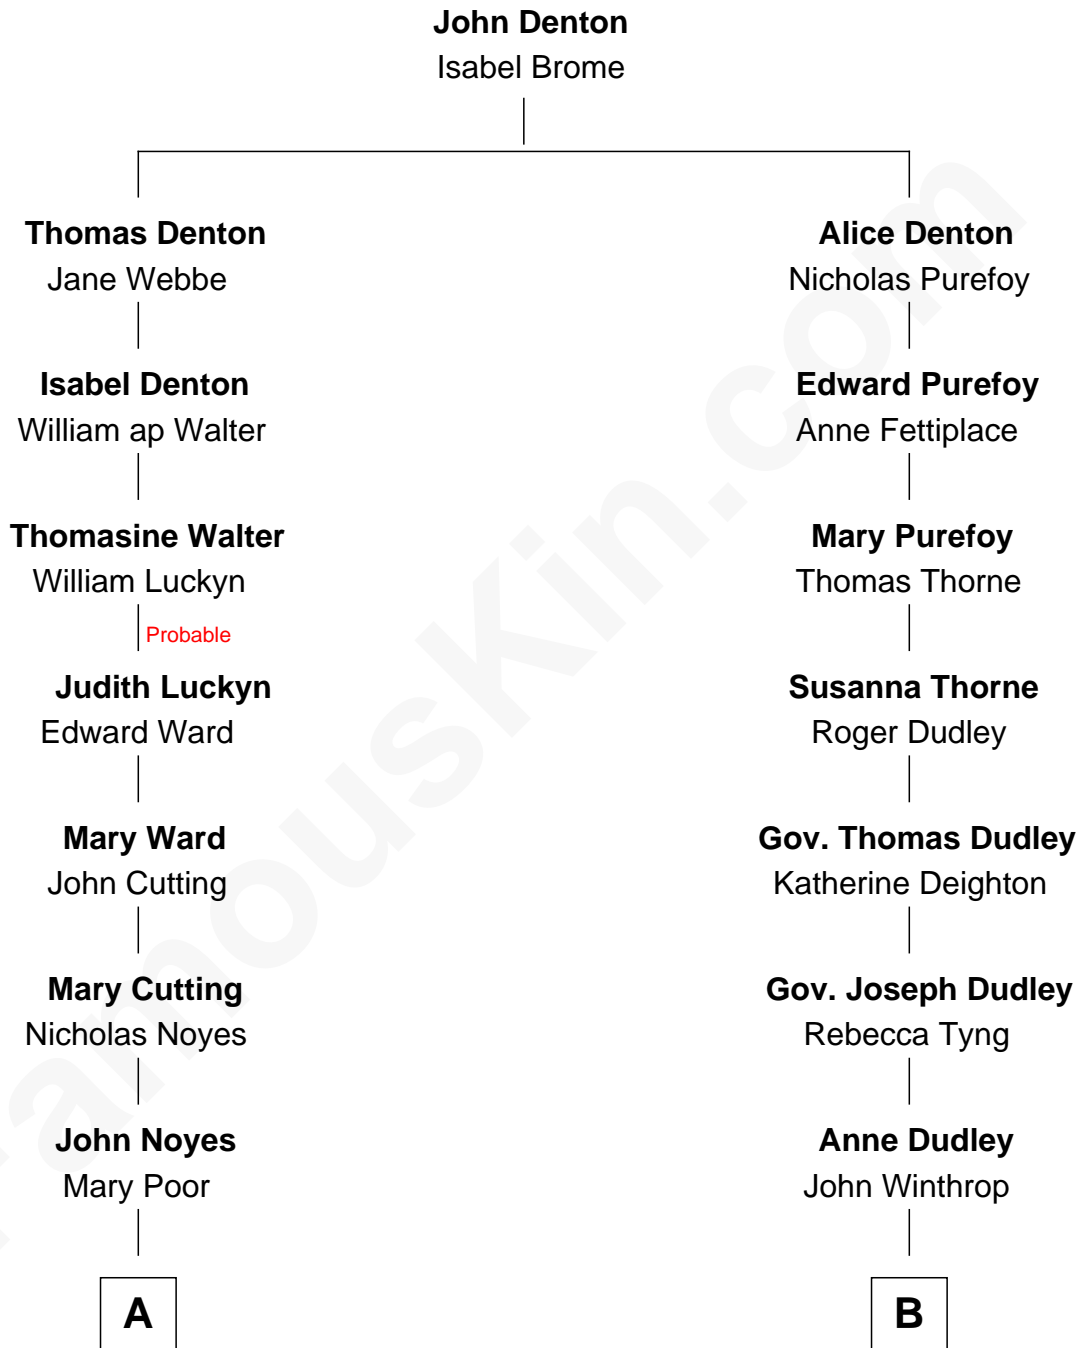 John Denton
Isabel Brome
Thomas Denton
Jane Webbe
Alice Denton
Nicholas Purefoy
Isabel Denton
William ap Walter
Edward Purefoy
Anne Fettiplace
Thomasine Walter
William Luckyn
Mary Purefoy
Thomas Thorne
Probable
Judith Luckyn
Edward Ward
Susanna Thorne
Roger Dudley
Mary Ward
John Cutting
Gov. Thomas Dudley
Katherine Deighton
Mary Cutting
Nicholas Noyes
Gov. Joseph Dudley
Rebecca Tyng
John Noyes
Mary Poor
Anne Dudley
John Winthrop
A
B
FamousKin.com